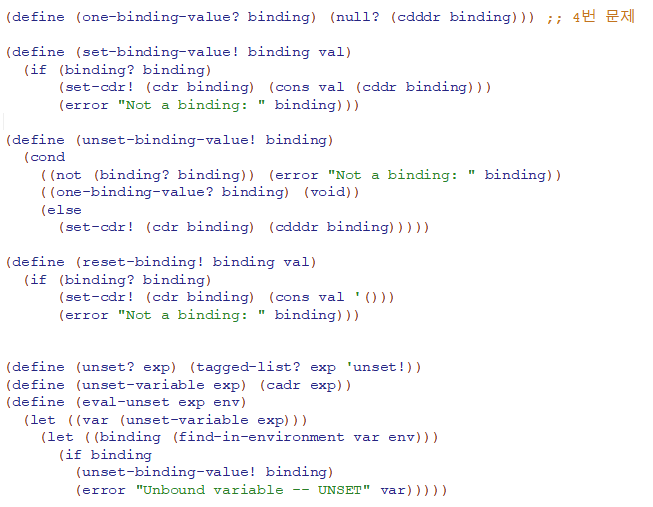 (define (one-binding-value? binding) (null? (cdddr binding))) ;; 4번 문제
(define (set-binding-value! binding val)
(if (binding? binding)
(set-cdr! (cdr binding) (cons val (cddr binding)))
(error "Not a binding: " binding)))
(define (unset-binding-value! binding)
(cond
((not (binding? binding)) (error "Not a binding: " binding))
((one-binding-value? binding) (void))
(else
(set-cdr! (cdr binding) (cdddr binding)))))
(define (reset-binding! binding val)
(if (binding? binding)
(set-cdr! (cdr binding) (cons val '()))
(error "Not a binding: " binding)))
(define (unset? exp) (tagged-list? exp 'unset!))
(define (unset-variable exp) (cadr exp))
(define (eval-unset exp env)
(let ((var (unset-variable exp)))
(let ((binding (find-in-environment var env)))
(if binding
(unset-binding-value! binding)
(error "Unbound variable -- UNSET" var)))))